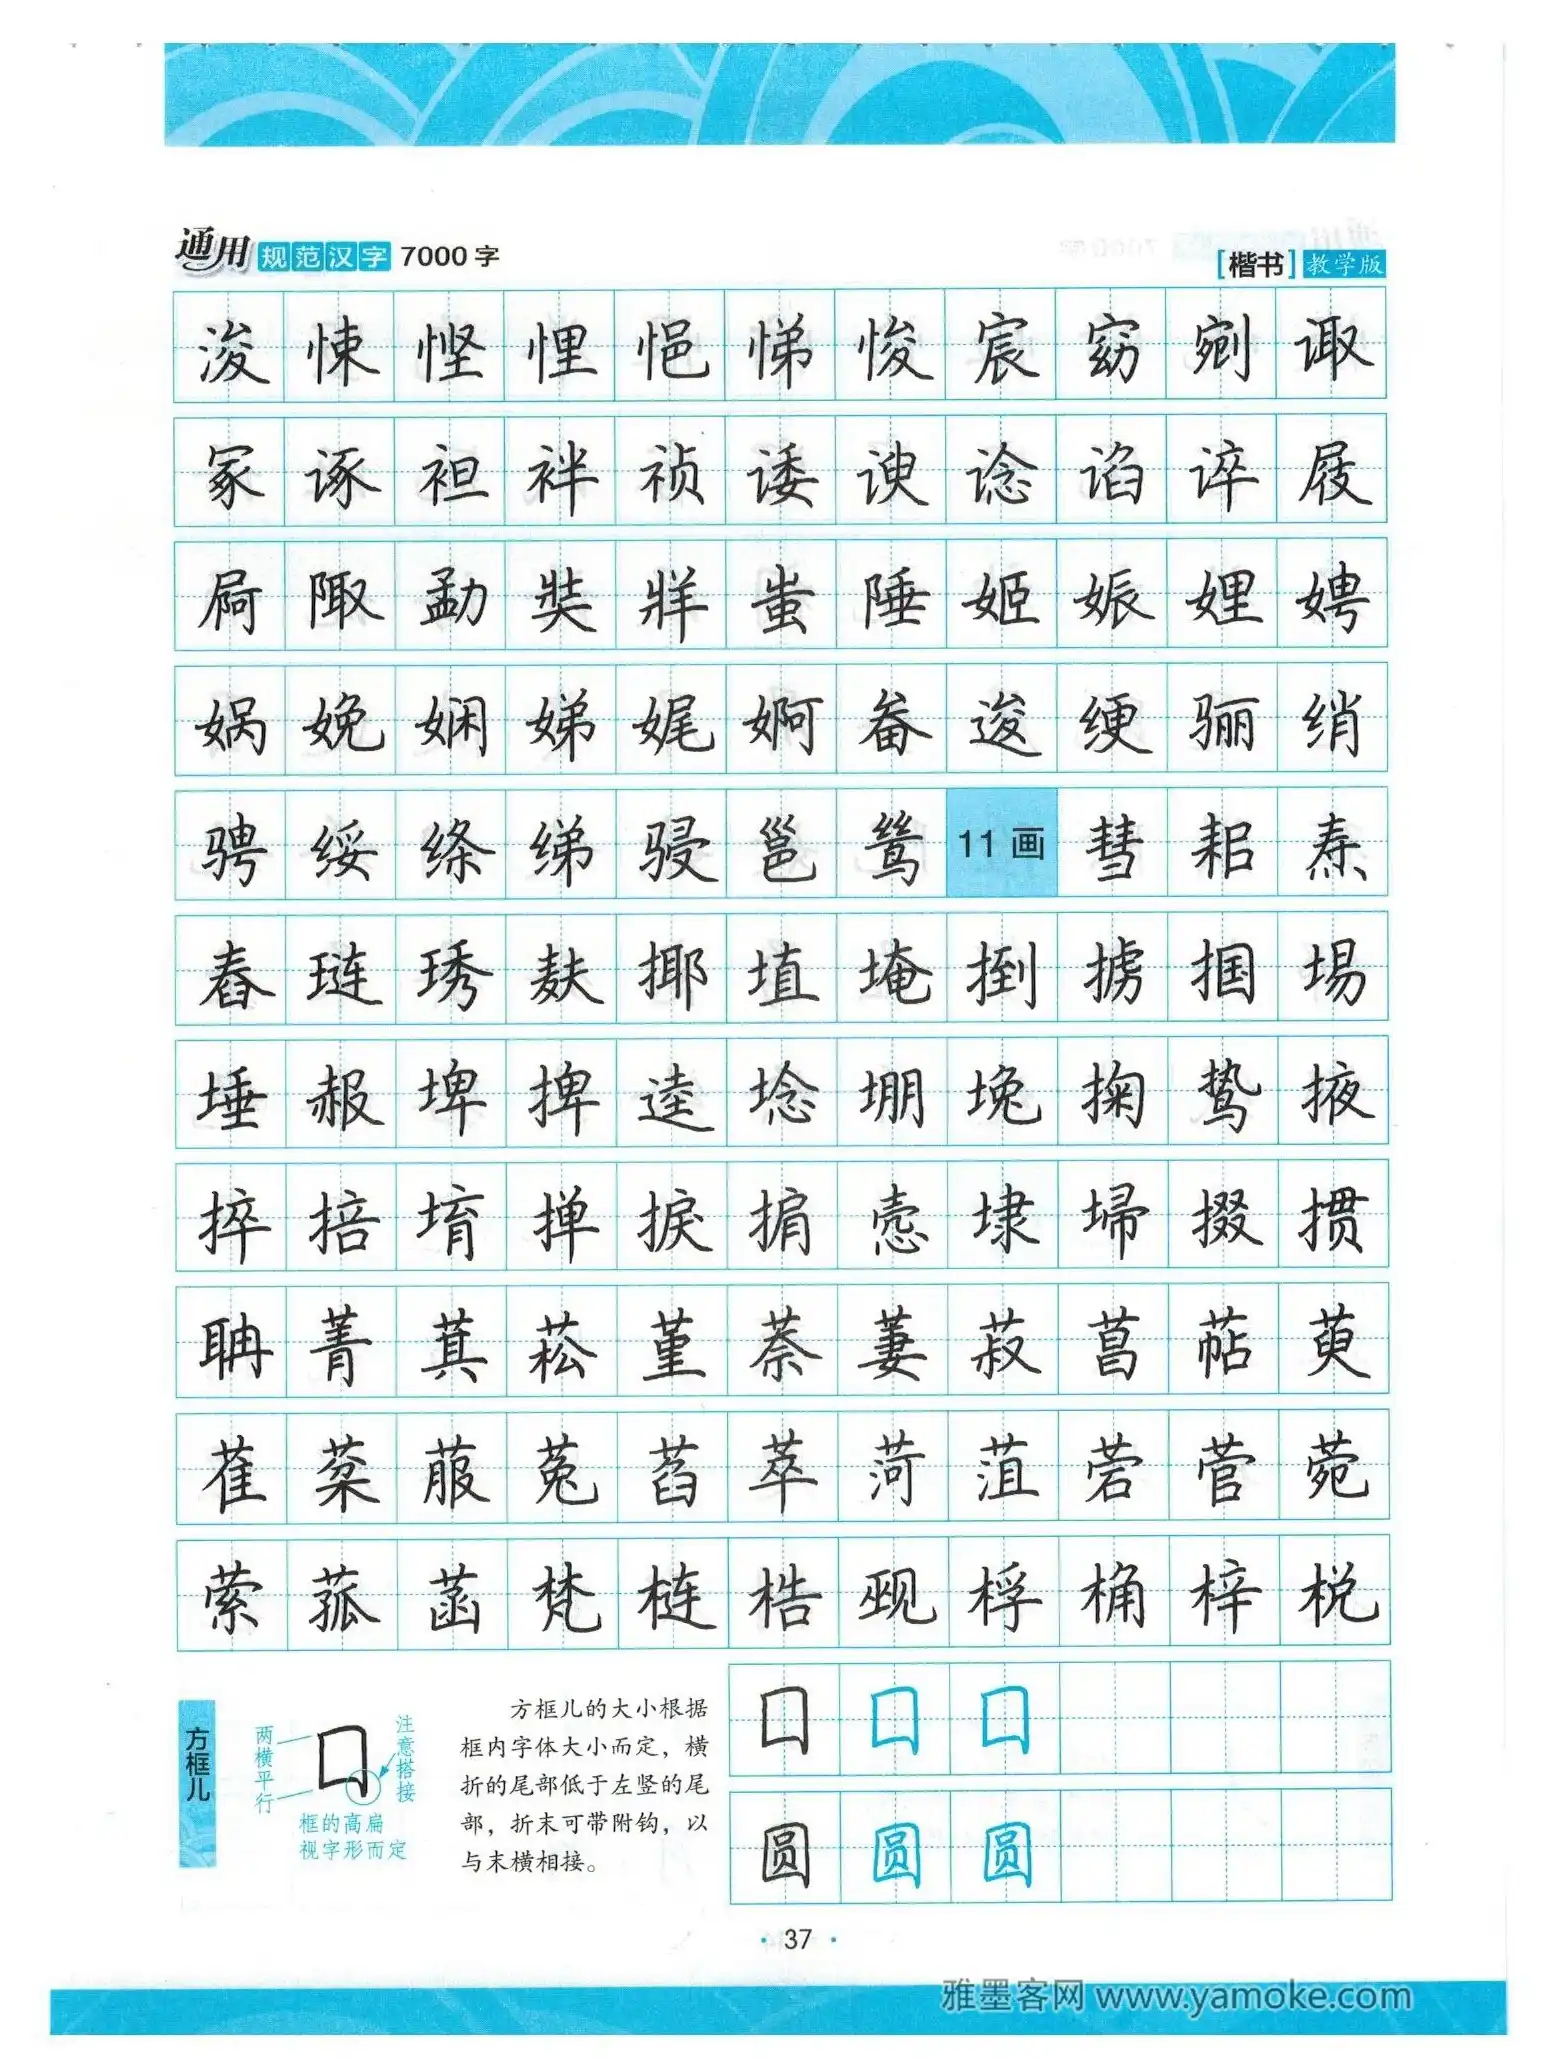 通用规范汉字 7000 字
[楷书] 教学版
浚 悚 悭 悝 悒 悌 悛 宸 窈 剜 诹
冢 诼 袒 袢 祯 诿 谀 谂 谄 谇 屐
屙 陬 勐 奘 牂 蚩 陲 姬 娠 娌 娉
娲 娩 娴 娣 娓 婀 畚 逡 绠 骊 绡
骋 绥 绦 绨 骎 邕 鸶 11 画 彗 耜 焘
舂 琏 琇 麸 揶 埴 埯 捯 掳 掴 埸
埵 赧 埤 捭 逵 埝 堋 堍 掬 鸷 掖
捽 掊 堉 掸 捩 掮 悫 埭 埽 掇 掼
聃 菁 萁 菘 堇 萘 萋 菽 菖 萜 萸
萑 棻 菔 菟 萏 萃 菏 菹 菪 菅 菀
萦 菰 菡 梵 梿 梏 觋 桴 桷 梓 棁
方框儿
两横平行
注意搭接
框的高扁
视字形而定
方框儿的大小根据
框内字体大小而定，横
折的尾部低于左竖的尾
部，折末可带附钩，以
与末横相接。
口 口 口
圆 圆 圆
· 37 ·
雅墨客网 www.yamoke.com